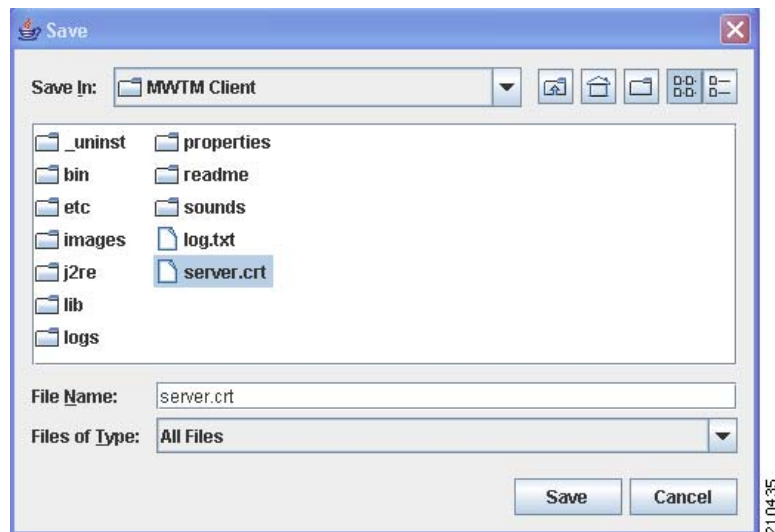 Save
Save In: MWTM Client
_uninst
bin
etc
images
j2re
lib
logs
properties
readme
sounds
log.txt
server.crt
File Name: server.crt
Files of Type: All Files
Save Cancel
210435